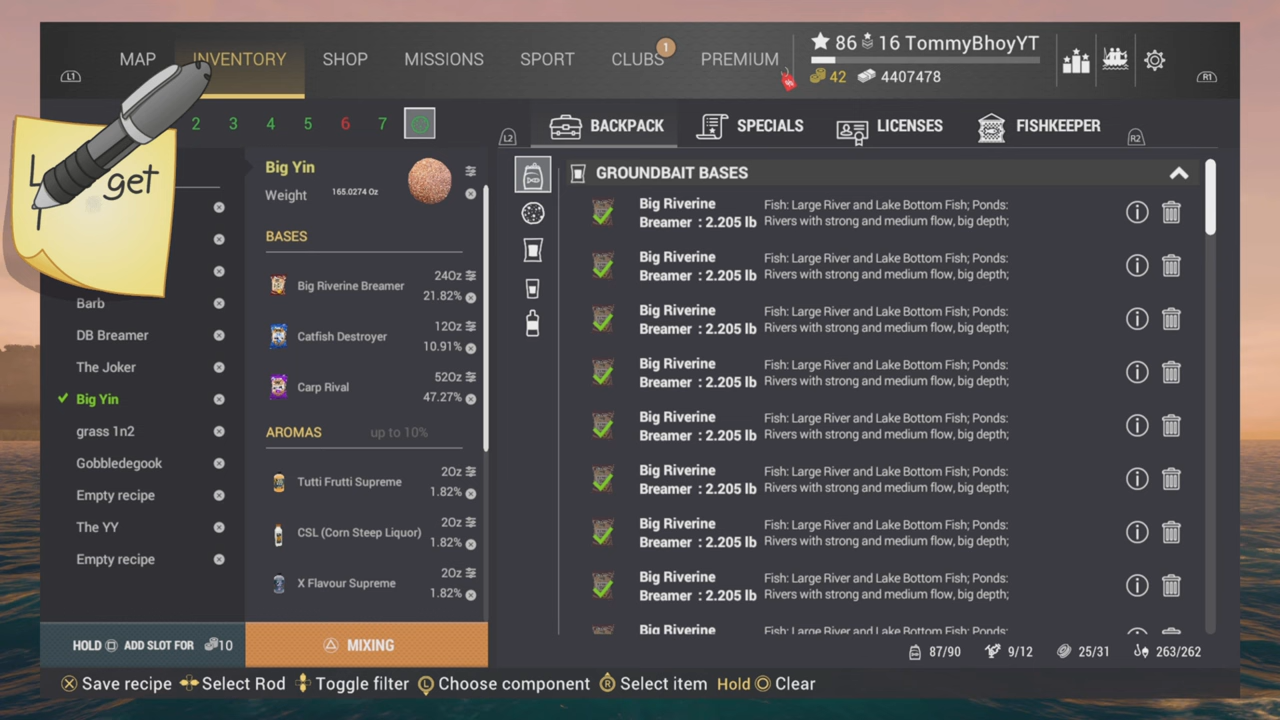 MAP INVENTORY SHOP MISSIONS SPORT CLUBS 1 PREMIUM
86 16 TommyBhoyYT
42 4407478
L1
R1
2 3 4 5 6 7
L2 BACKPACK SPECIALS LICENSES FISHKEEPER R2
get
Barb
DB Breamer
The Joker
Big Yin
grass 1n2
Gobbledegook
Empty recipe
The YY
Empty recipe
HOLD ADD SLOT FOR 10
Big Yin
Weight 165.0274 Oz
BASES
Big Riverine Breamer 24Oz 21.82%
Catfish Destroyer 12Oz 10.91%
Carp Rival 52Oz 47.27%
AROMAS up to 10%
Tutti Frutti Supreme 2Oz 1.82%
CSL (Corn Steep Liquor) 2Oz 1.82%
X Flavour Supreme 2Oz 1.82%
MIXING
GROUNDBAIT BASES
Big Riverine Fish: Large River and Lake Bottom Fish; Ponds:
Breamer : 2.205 lb Rivers with strong and medium flow, big depth;
Big Riverine Fish: Large River and Lake Bottom Fish; Ponds:
Breamer : 2.205 lb Rivers with strong and medium flow, big depth;
Big Riverine Fish: Large River and Lake Bottom Fish; Ponds:
Breamer : 2.205 lb Rivers with strong and medium flow, big depth;
Big Riverine Fish: Large River and Lake Bottom Fish; Ponds:
Breamer : 2.205 lb Rivers with strong and medium flow, big depth;
Big Riverine Fish: Large River and Lake Bottom Fish; Ponds:
Breamer : 2.205 lb Rivers with strong and medium flow, big depth;
Big Riverine Fish: Large River and Lake Bottom Fish; Ponds:
Breamer : 2.205 lb Rivers with strong and medium flow, big depth;
Big Riverine Fish: Large River and Lake Bottom Fish; Ponds:
Breamer : 2.205 lb Rivers with strong and medium flow, big depth;
Big Riverine Fish: Large River and Lake Bottom Fish; Ponds:
Breamer : 2.205 lb Rivers with strong and medium flow, big depth;
Big Riverine Fish: Large River and Lake Bottom Fish; Ponds:
87/90 9/12 25/31 263/262
Save recipe Select Rod Toggle filter L Choose component R Select item Hold Clear